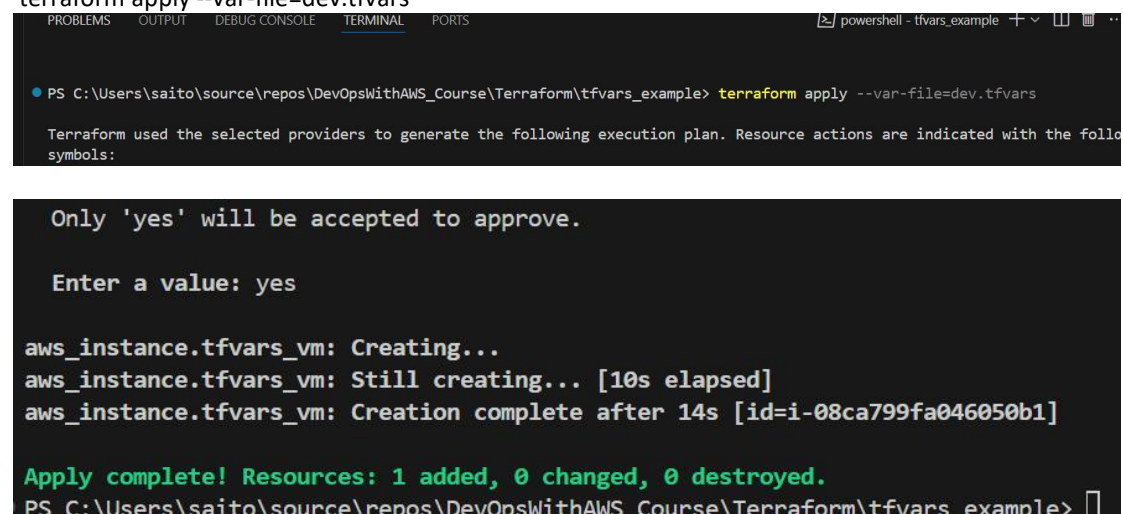 terraform apply --var-file=dev.tfvars
PROBLEMS OUTPUT DEBUG CONSOLE TERMINAL PORTS powershell - tfvars_example
PS C:\Users\saito\source\repos\DevOpsWithAWS_Course\Terraform\tfvars_example> terraform apply --var-file=dev.tfvars
Terraform used the selected providers to generate the following execution plan. Resource actions are indicated with the follo
symbols:
Only 'yes' will be accepted to approve.
Enter a value: yes
aws_instance.tfvars_vm: Creating...
aws_instance.tfvars_vm: Still creating... [10s elapsed]
aws_instance.tfvars_vm: Creation complete after 14s [id=i-08ca799fa046050b1]
Apply complete! Resources: 1 added, 0 changed, 0 destroyed.
PS C:\Users\saito\source\repos\DevOpsWithAWS_Course\Terraform\tfvars_example>